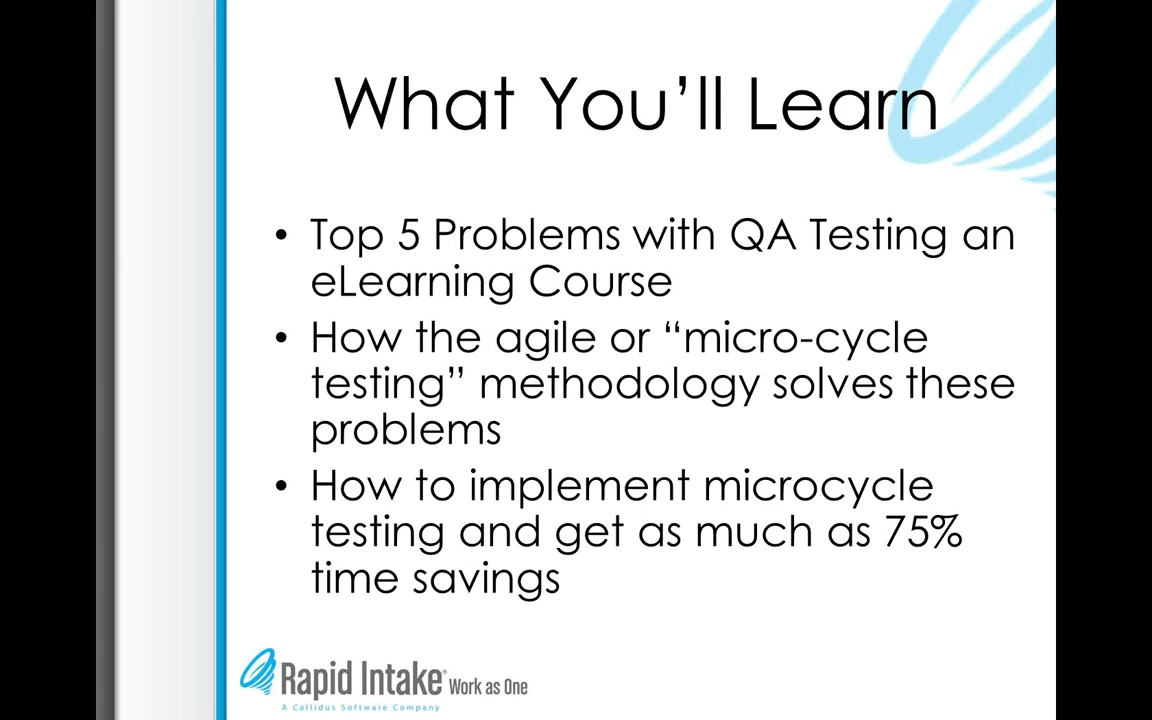 What You’ll Learn
• Top 5 Problems with QA Testing an
eLearning Course
• How the agile or “micro-cycle
testing” methodology solves these
problems
• How to implement microcycle
testing and get as much as 75%
time savings
Rapid Intake® Work as One
A Callidus Software Company